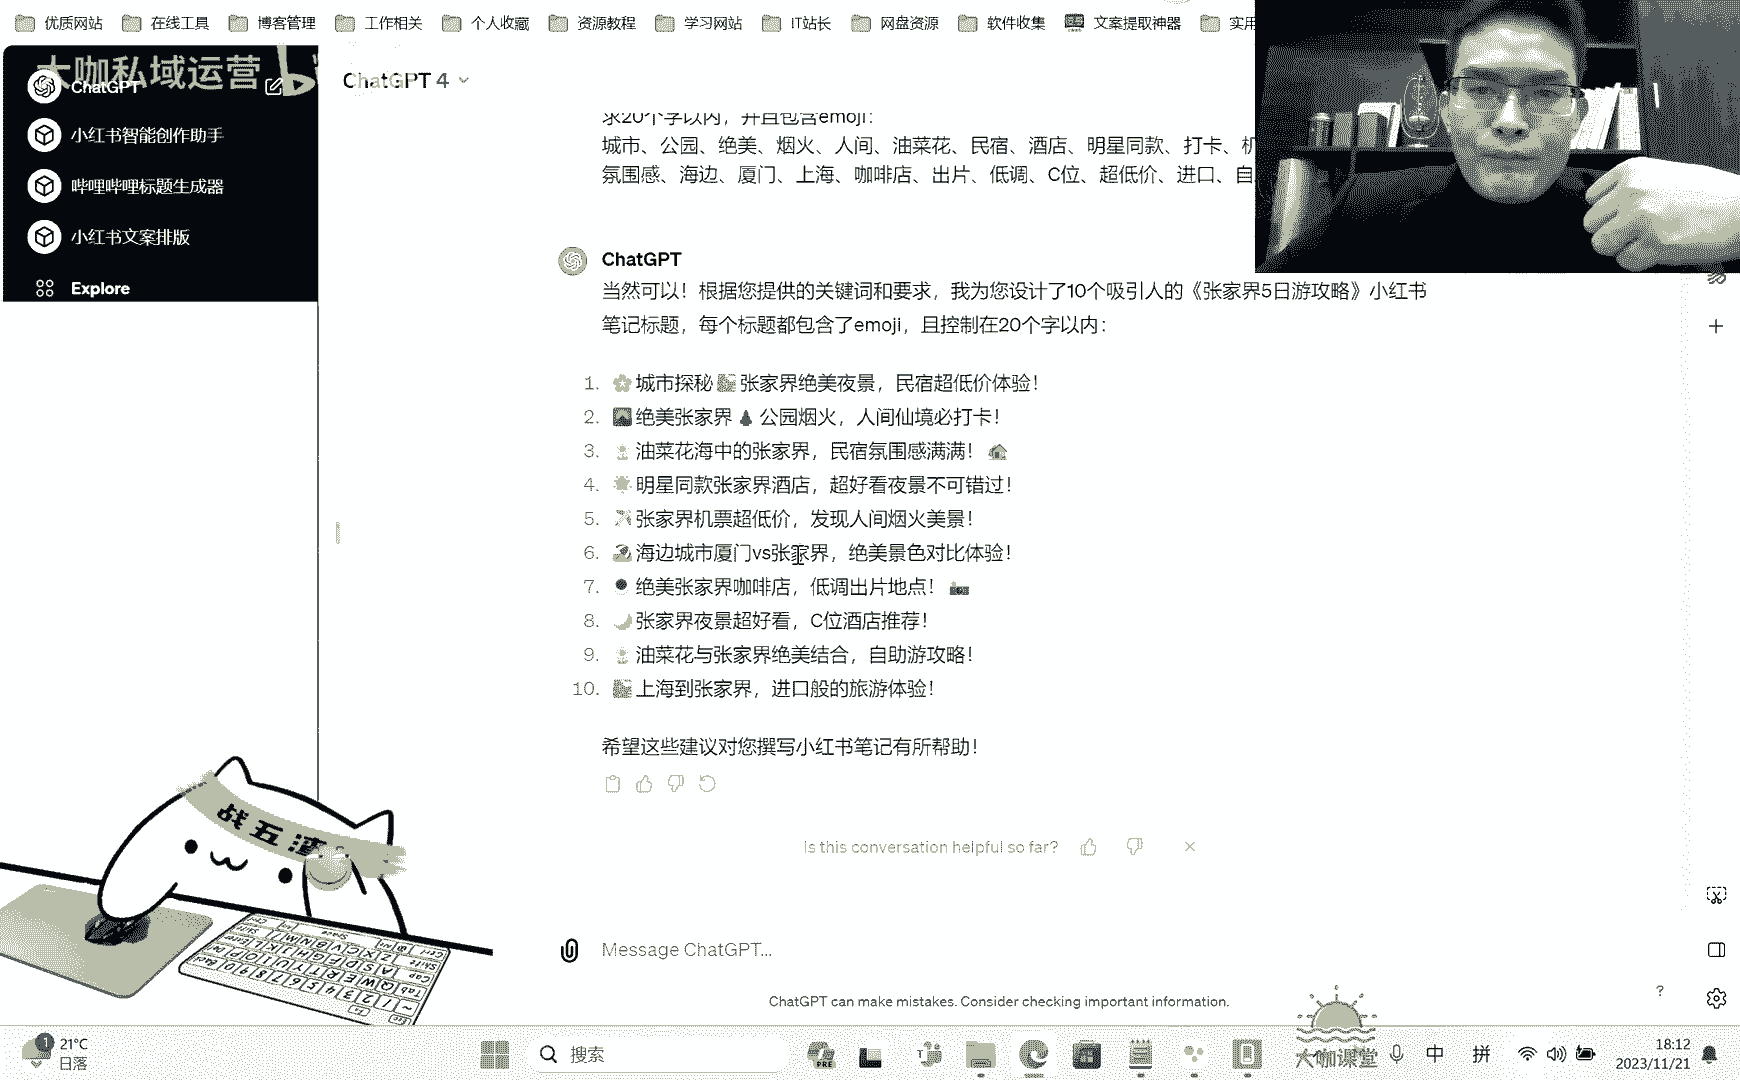 优质网站 在线工具 博客管理 工作相关 个人收藏 资源教程 学习网站 IT站长 网盘资源 软件收集 文案提取神器 实用
大咖私域运营
ChatGPT
小红书智能创作助手
哔哩哔哩标题生成器
小红书文案排版
Explore
ChatGPT 4
求20个字以内，并且包含emoji：
城市、公园、绝美、烟火、人间、油菜花、民宿、酒店、明星同款、打卡、机
氛围感、海边、厦门、上海、咖啡店、出片、低调、C位、超低价、进口、自
ChatGPT
当然可以！根据您提供的关键词和要求，我为您设计了10个吸引人的《张家界5日游攻略》小红书
笔记标题，每个标题都包含了emoji，且控制在20个字以内：
1. 🌸 城市探秘 🏙 张家界绝美夜景，民宿超低价体验！
2. 🌄 绝美张家界 🌲 公园烟火，人间仙境必打卡！
3. 🌼 油菜花海中的张家界，民宿氛围感满满！ 🏠
4. 🌟 明星同款张家界酒店，超好看夜景不可错过！
5. ✈ 张家界机票超低价，发现人间烟火美景！
6. 🌊 海边城市厦门vs张家界，绝美景色对比体验！
7. 绝美张家界咖啡店，低调出片地点！ 📸
8. 🌙 张家界夜景超好看，C位酒店推荐！
9. 🌼 油菜花与张家界绝美结合，自助游攻略！
10. 🏙 上海到张家界，进口般的旅游体验！
希望这些建议对您撰写小红书笔记有所帮助！
Is this conversation helpful so far?
Message ChatGPT...
ChatGPT can make mistakes. Consider checking important information.
?
战五渣
大咖课堂
1
21°C
日落
搜索
PRE
中 拼
18:12
2023/11/21